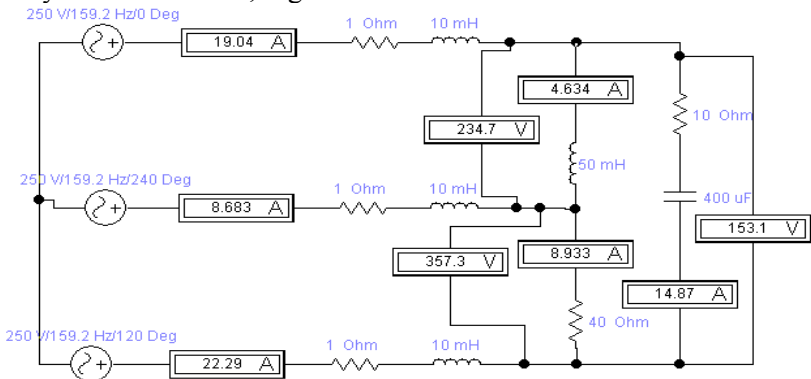 250 V/159.2 Hz/0 Deg
1 Ohm
10 mH
19.04 A
4.634 A
234.7 V
10 Ohm
50 mH
250 V/159.2 Hz/240 Deg
1 Ohm
10 mH
400 uF
8.683 A
153.1 V
357.3 V
8.933 A
14.87 A
40 Ohm
250 V/159.2 Hz/120 Deg
1 Ohm
10 mH
22.29 A